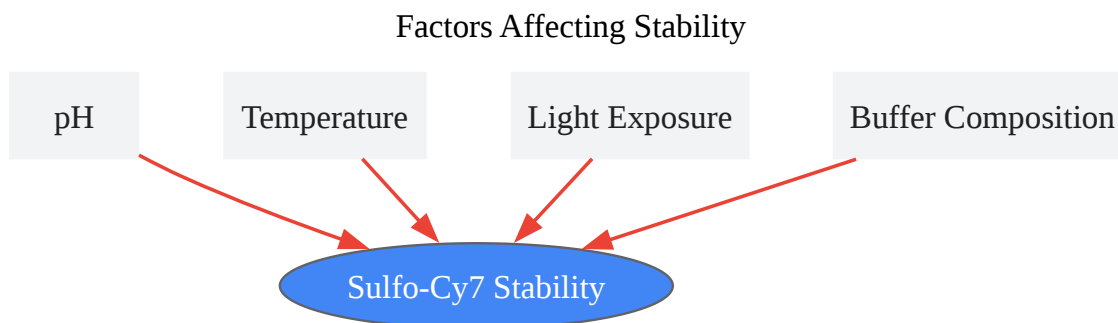 Factors Affecting Stability
pH
Temperature
Light Exposure
Buffer Composition
Sulfo-Cy7 Stability